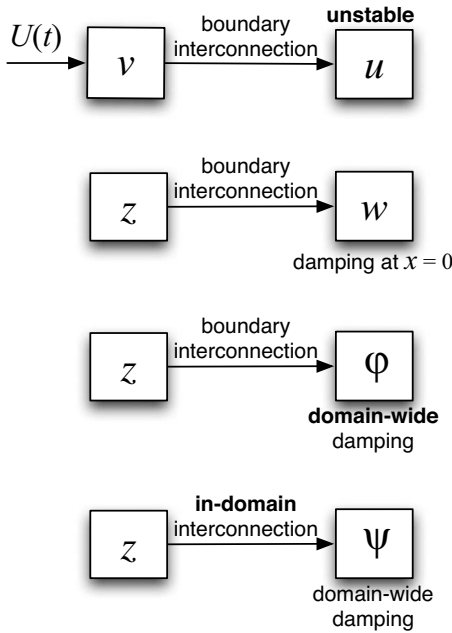 unstable
U(t)
boundary
interconnection
v
u
boundary
interconnection
z
w
damping at x = 0
boundary
interconnection
z
φ
domain-wide
damping
in-domain
interconnection
z
ψ
domain-wide
damping